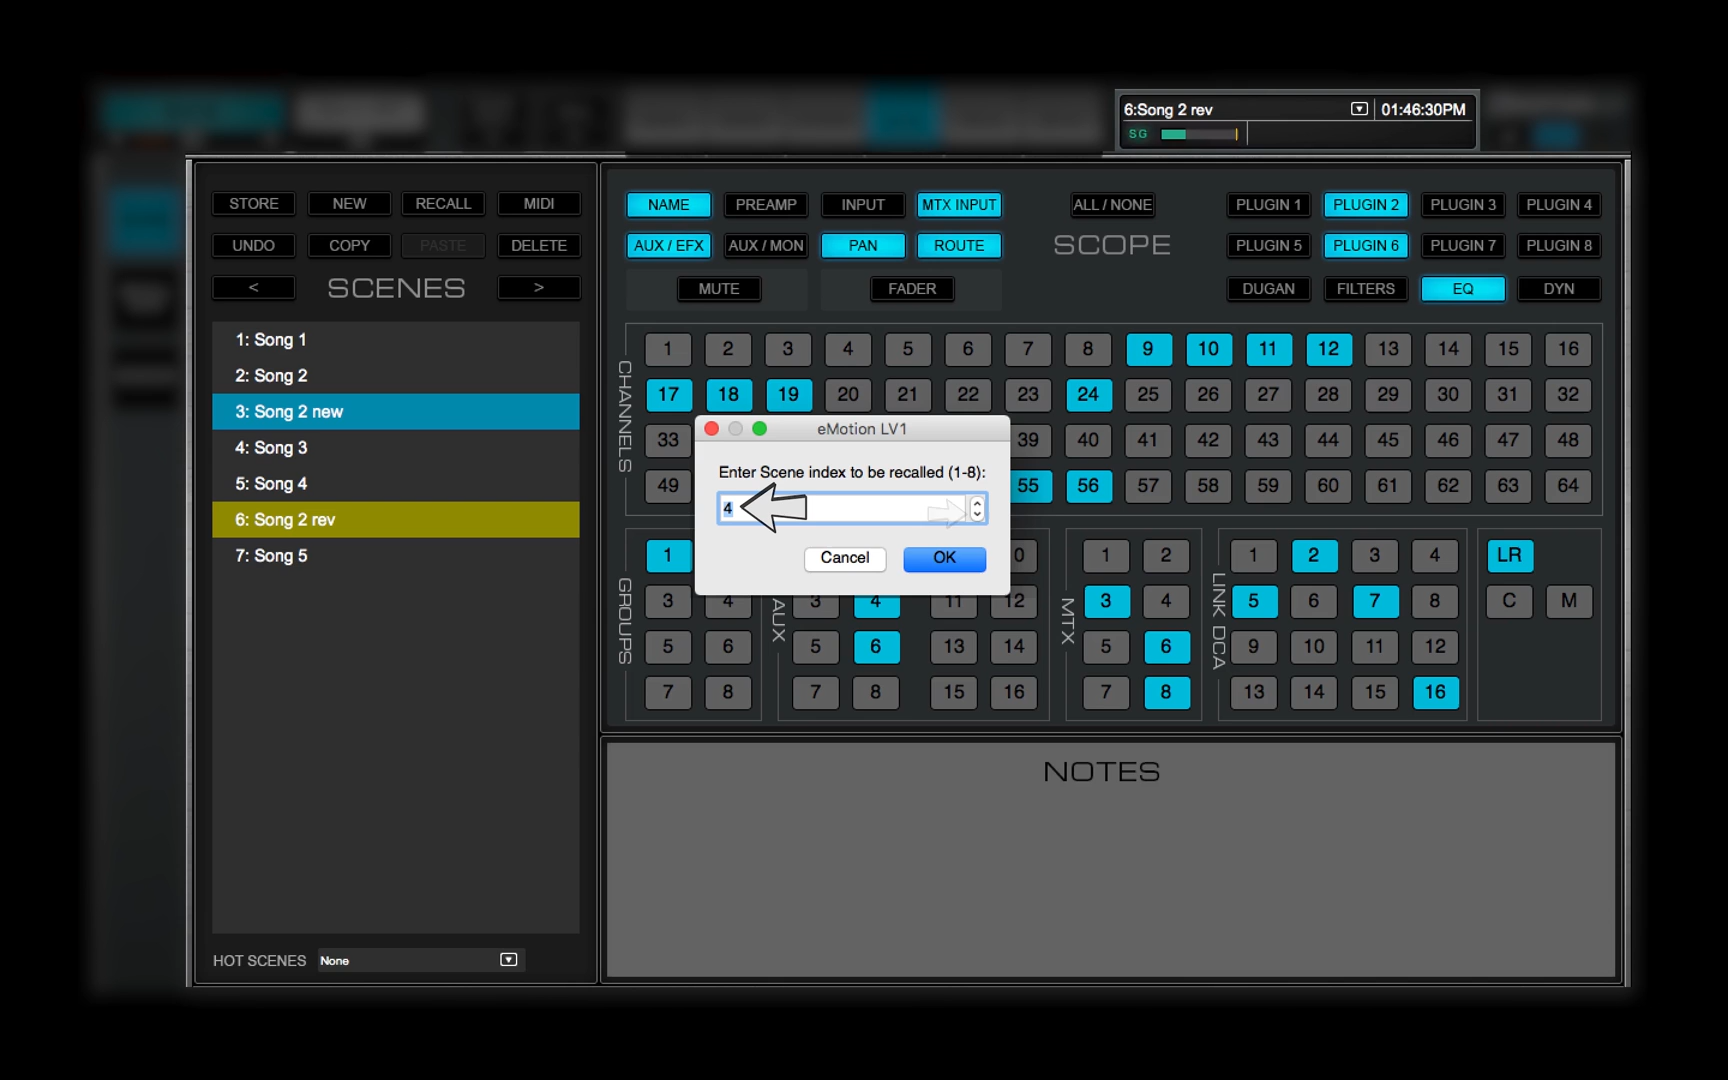 6:Song 2 rev 01:46:30PM
SG
STORE NEW RECALL MIDI
UNDO COPY PASTE DELETE
< SCENES >
1: Song 1
2: Song 2
3: Song 2 new
4: Song 3
5: Song 4
6: Song 2 rev
7: Song 5
HOT SCENES None
NAME PREAMP INPUT MTX INPUT ALL / NONE PLUGIN 1 PLUGIN 2 PLUGIN 3 PLUGIN 4
AUX / EFX AUX / MON PAN ROUTE SCOPE PLUGIN 5 PLUGIN 6 PLUGIN 7 PLUGIN 8
MUTE FADER DUGAN FILTERS EQ DYN
CHANNELS
1 2 3 4 5 6 7 8 9 10 11 12 13 14 15 16
17 18 19 20 21 22 23 24 25 26 27 28 29 30 31 32
33 39 40 41 42 43 44 45 46 47 48
49 55 56 57 58 59 60 61 62 63 64
eMotion LV1
Enter Scene index to be recalled (1-8):
4
Cancel OK
GROUPS
1
3 4
5 6
7 8
AUX
0
3 4 11 12
5 6 13 14
7 8 15 16
MTX
1 2
3 4
5 6
7 8
LINK DCA
1 2 3 4
5 6 7 8
9 10 11 12
13 14 15 16
LR
C M
NOTES